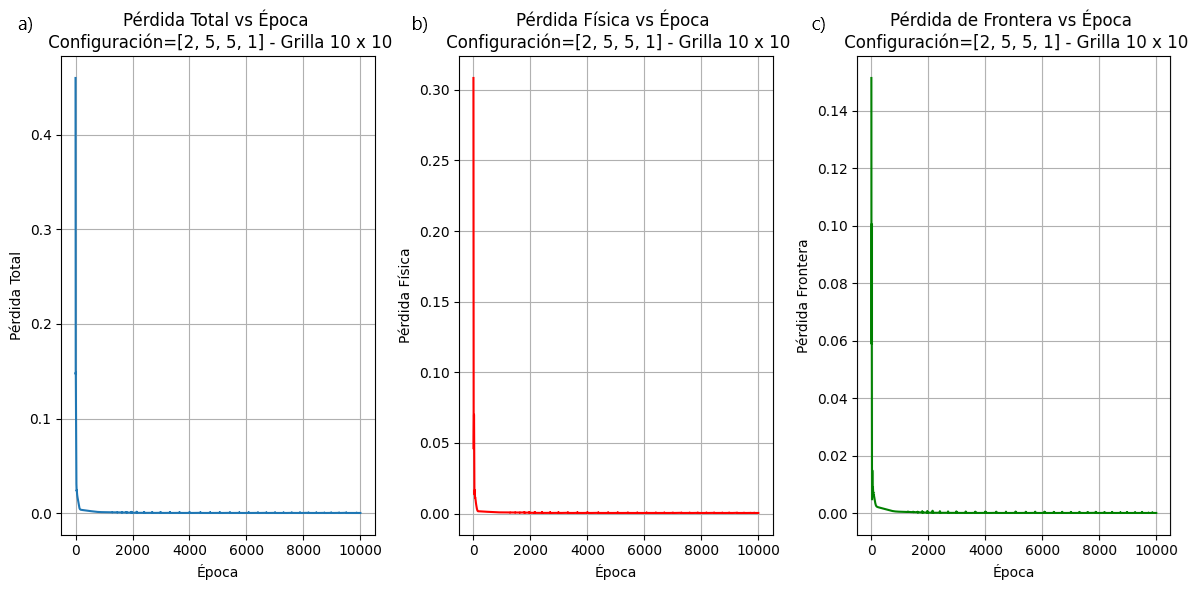 a)
Pérdida Total vs Época
Configuración=[2, 5, 5, 1] - Grilla 10 x 10
Pérdida Total
0.4
0.3
0.2
0.1
0.0
0
2000
4000
6000
8000
10000
Época
b)
Pérdida Física vs Época
Configuración=[2, 5, 5, 1] - Grilla 10 x 10
Pérdida Física
0.30
0.25
0.20
0.15
0.10
0.05
0.00
0
2000
4000
6000
8000
10000
Época
c)
Pérdida de Frontera vs Época
Configuración=[2, 5, 5, 1] - Grilla 10 x 10
Pérdida Frontera
0.14
0.12
0.10
0.08
0.06
0.04
0.02
0.00
0
2000
4000
6000
8000
10000
Época